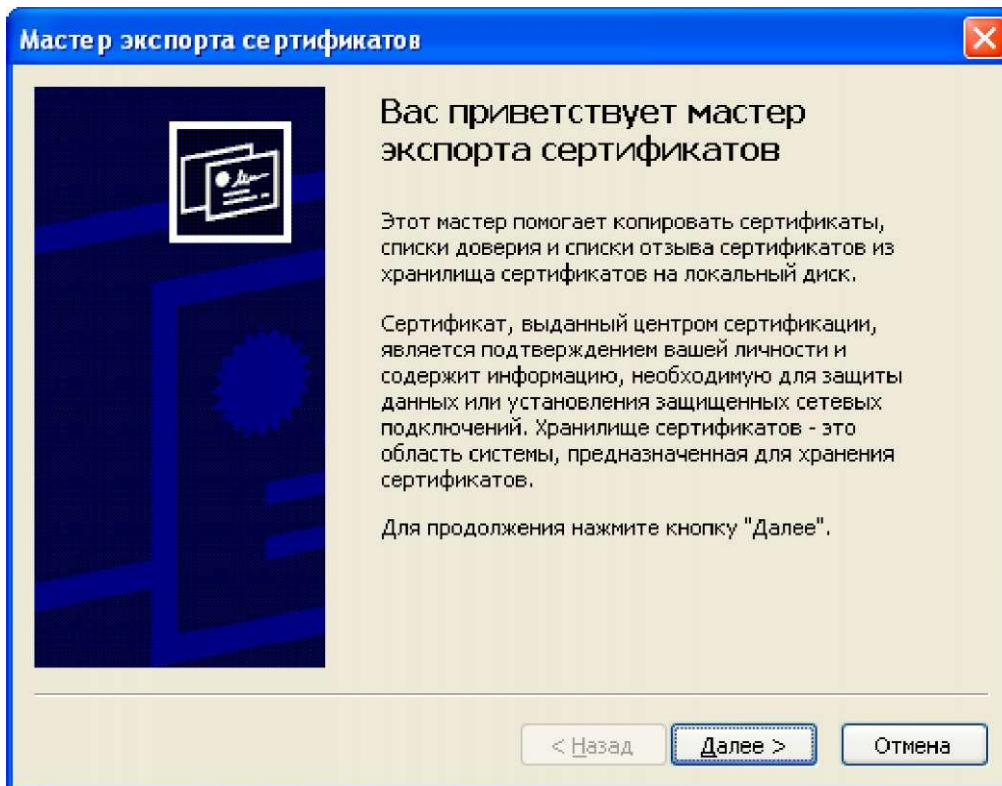 Мастер экспорта сертификатов
Вас приветствует мастер
экспорта сертификатов
Этот мастер помогает копировать сертификаты,
списки доверия и списки отзыва сертификатов из
хранилища сертификатов на локальный диск.
Сертификат, выданный центром сертификации,
является подтверждением вашей личности и
содержит информацию, необходимую для защиты
данных или установления защищенных сетевых
подключений. Хранилище сертификатов - это
область системы, предназначенная для хранения
сертификатов.
Для продолжения нажмите кнопку "Далее".
< Назад
Далее >
Отмена